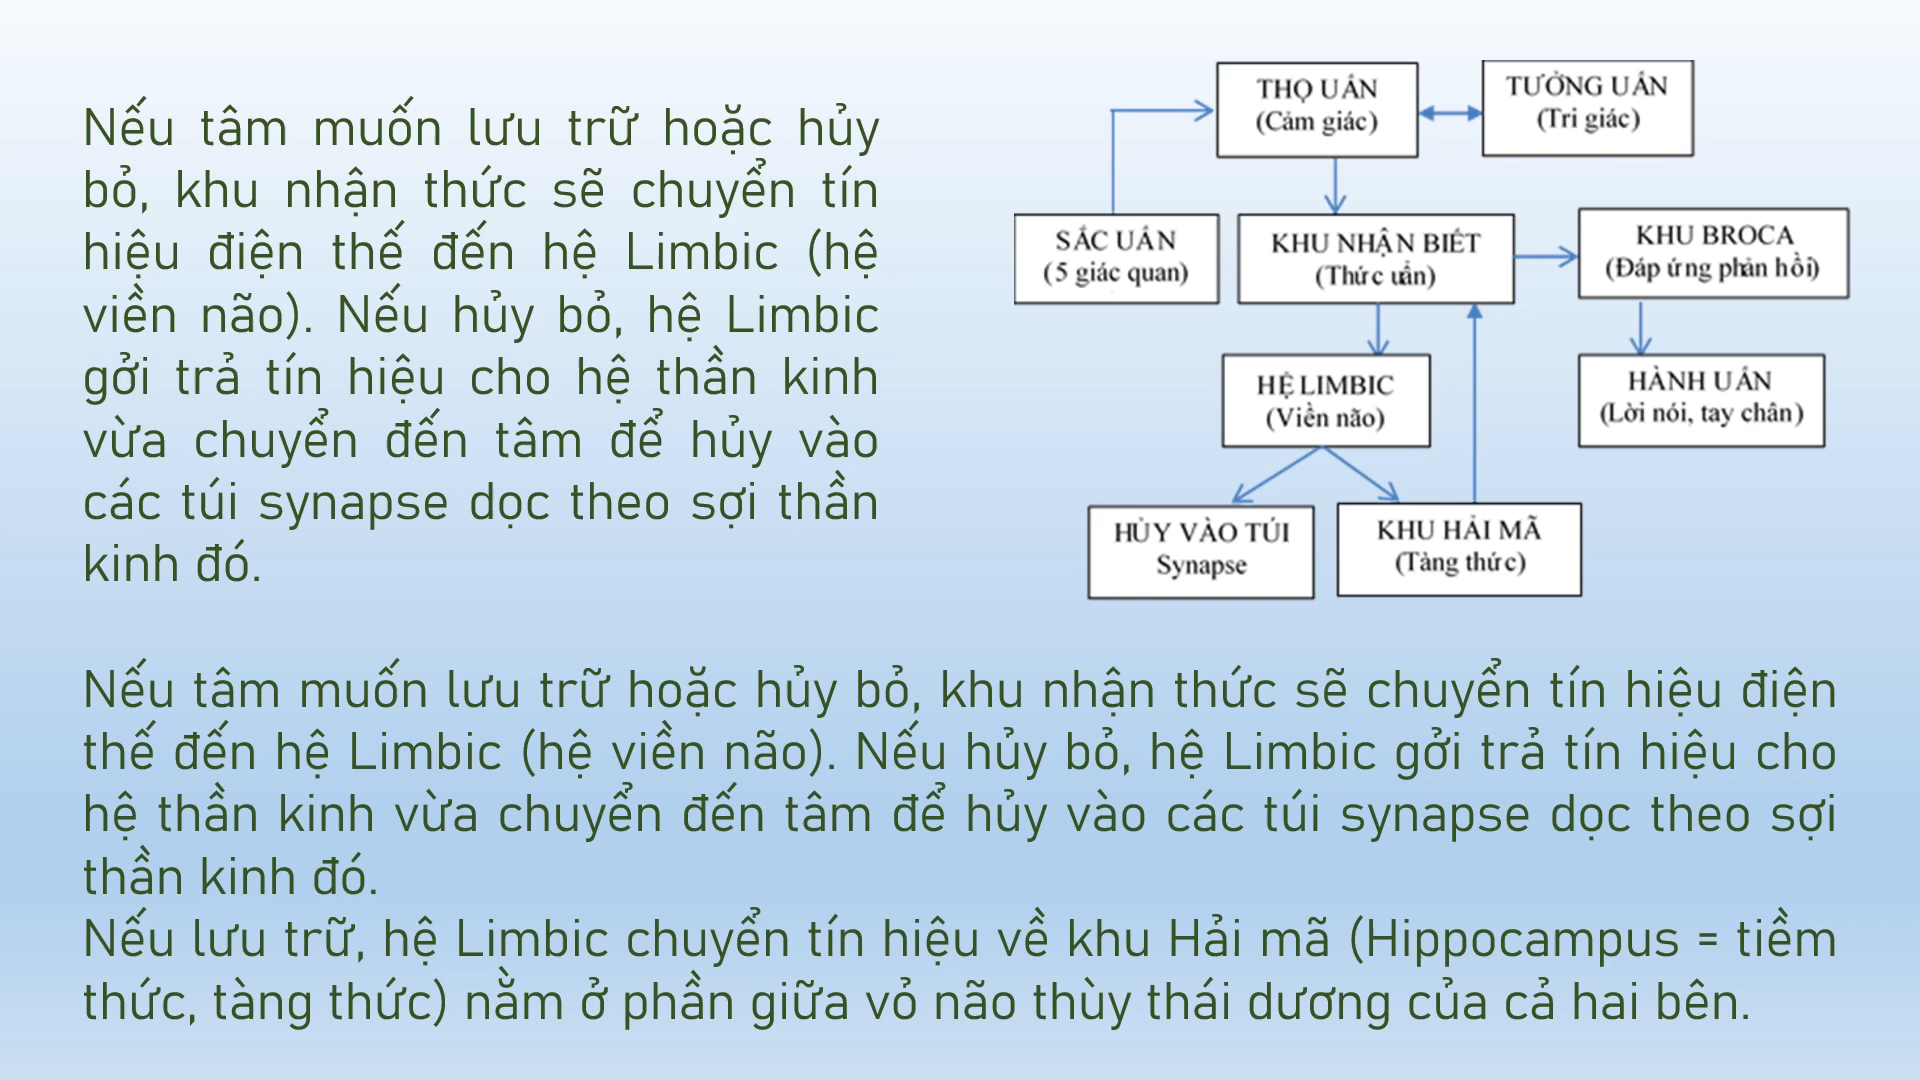 Nếu tâm muốn lưu trữ hoặc hủy
bỏ, khu nhận thức sẽ chuyển tín
hiệu điện thế đến hệ Limbic (hệ
viền não). Nếu hủy bỏ, hệ Limbic
gởi trả tín hiệu cho hệ thần kinh
vừa chuyển đến tâm để hủy vào
các túi synapse dọc theo sợi thần
kinh đó.
THỌ UẨN
(Cảm giác)
TƯỞNG UẨN
(Tri giác)
SẮC UẨN
(5 giác quan)
KHU NHẬN BIẾT
(Thức uẩn)
KHU BROCA
(Đáp ứng phản hồi)
HỆ LIMBIC
(Viền não)
HÀNH UẨN
(Lời nói, tay chân)
HỦY VÀO TÚI
Synapse
KHU HẢI MÃ
(Tàng thức)
Nếu tâm muốn lưu trữ hoặc hủy bỏ, khu nhận thức sẽ chuyển tín hiệu điện
thế đến hệ Limbic (hệ viền não). Nếu hủy bỏ, hệ Limbic gởi trả tín hiệu cho
hệ thần kinh vừa chuyển đến tâm để hủy vào các túi synapse dọc theo sợi
thần kinh đó.
Nếu lưu trữ, hệ Limbic chuyển tín hiệu về khu Hải mã (Hippocampus = tiềm
thức, tàng thức) nằm ở phần giữa vỏ não thùy thái dương của cả hai bên.